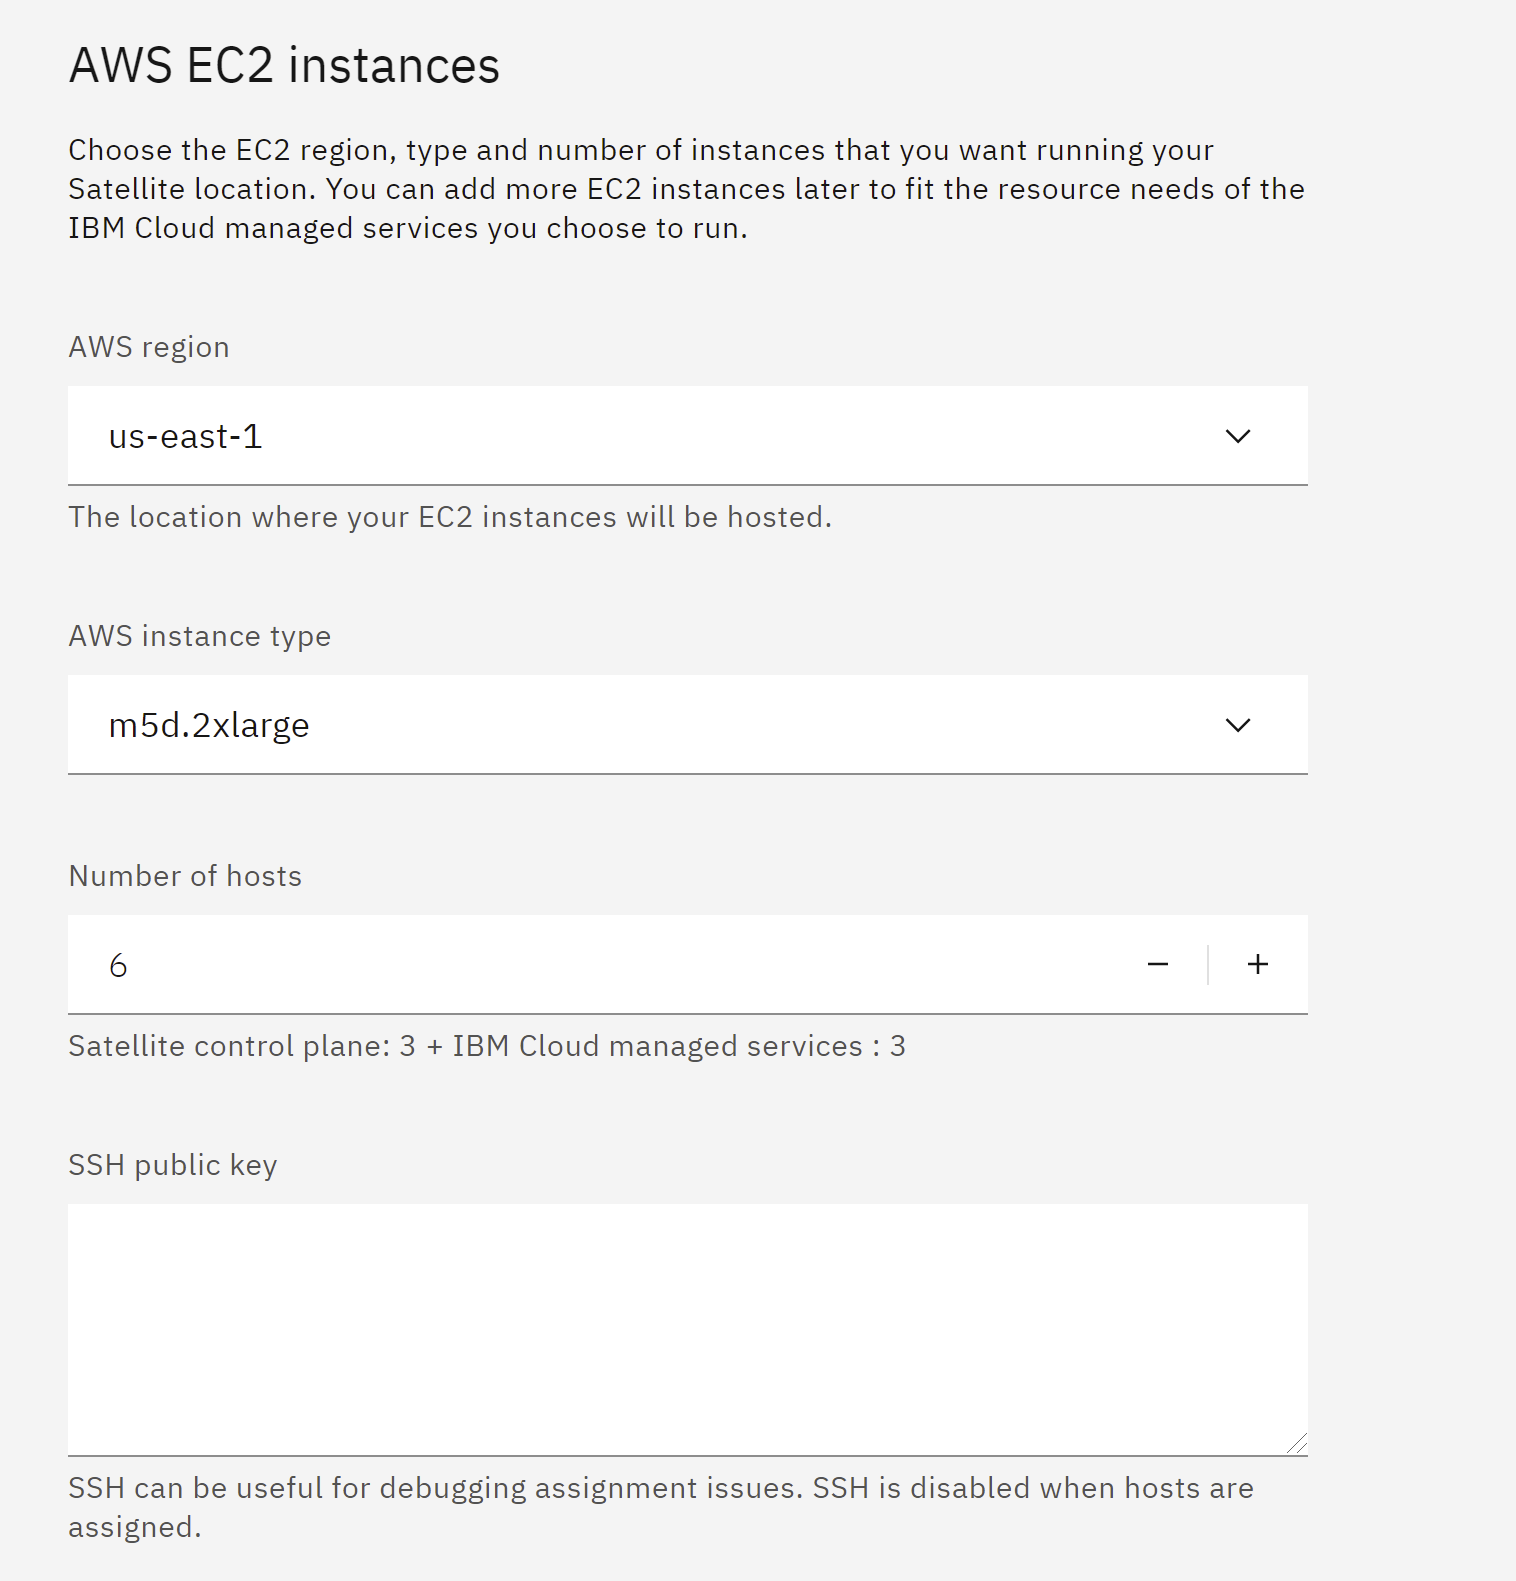 AWS EC2 instances
Choose the EC2 region, type and number of instances that you want running your
Satellite location. You can add more EC2 instances later to fit the resource needs of the
IBM Cloud managed services you choose to run.
AWS region
us-east-1
The location where your EC2 instances will be hosted.
AWS instance type
m5d.2xlarge
Number of hosts
6
Satellite control plane: 3 + IBM Cloud managed services : 3
SSH public key
SSH can be useful for debugging assignment issues. SSH is disabled when hosts are
assigned.